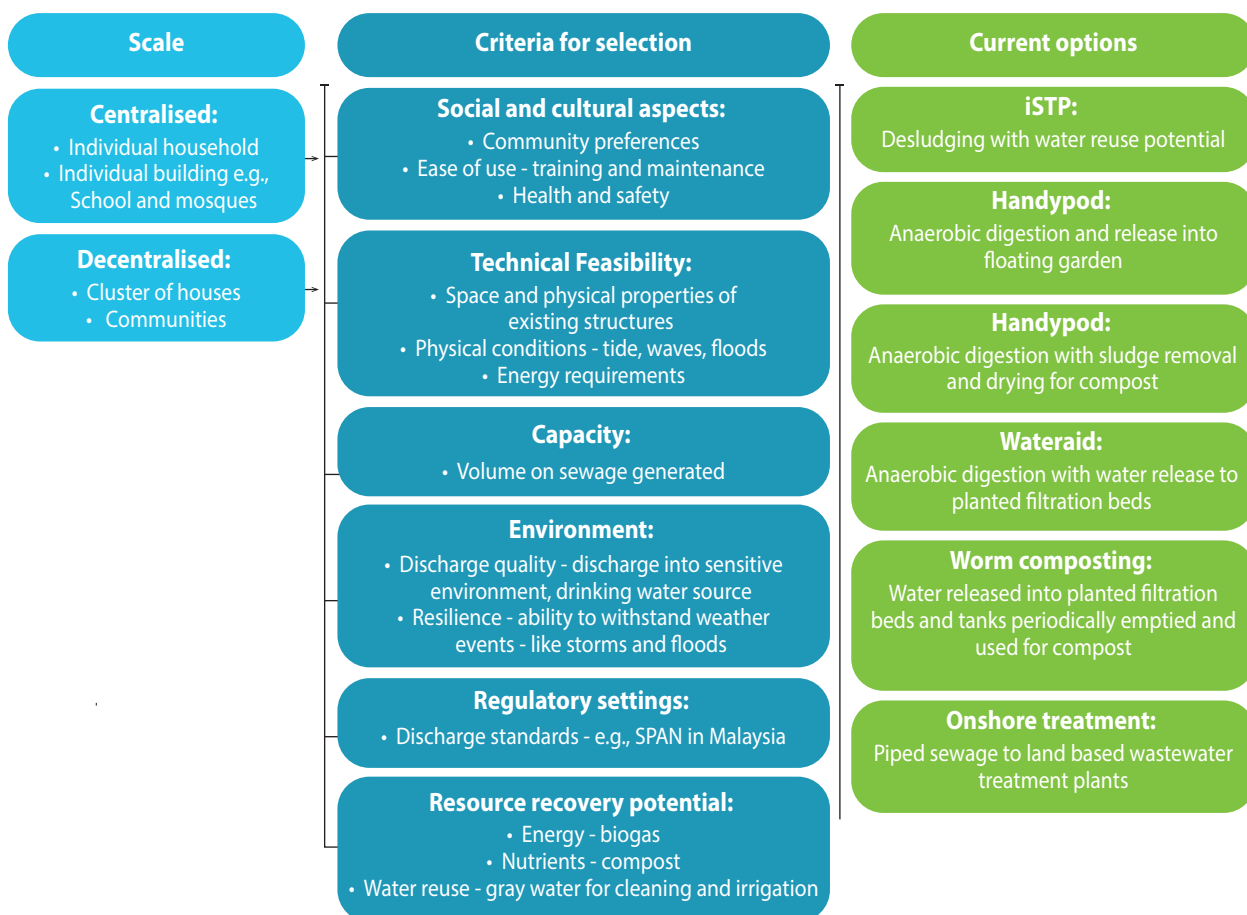 Scale
Centralised:
• Individual household
• Individual building e.g.,
School and mosques
Decentralised:
• Cluster of houses
• Communities
Criteria for selection
Social and cultural aspects:
• Community preferences
• Ease of use - training and maintenance
• Health and safety
Technical Feasibility:
• Space and physical properties of
existing structures
• Physical conditions - tide, waves, floods
• Energy requirements
Capacity:
• Volume on sewage generated
Environment:
• Discharge quality - discharge into sensitive
environment, drinking water source
• Resilience - ability to withstand weather
events - like storms and floods
Regulatory settings:
• Discharge standards - e.g., SPAN in Malaysia
Resource recovery potential:
• Energy - biogas
• Nutrients - compost
• Water reuse - gray water for cleaning and irrigation
Current options
iSTP:
Desludging with water reuse potential
Handypod:
Anaerobic digestion and release into
floating garden
Handypod:
Anaerobic digestion with sludge removal
and drying for compost
Wateraid:
Anaerobic digestion with water release to
planted filtration beds
Worm composting:
Water released into planted filtration
beds and tanks periodically emptied and
used for compost
Onshore treatment:
Piped sewage to land based wastewater
treatment plants